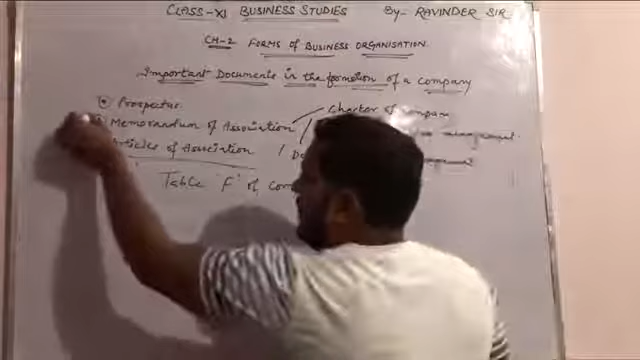 CLASS-XI BUSINESS STUDIES By- RAVINDER SIR
CH-2 FORMS OF BUSINESS ORGANISATION
Important Documents in the formation of a company
Prospectus
Memorandum of Association Charter of
Articles of Association
Table 'F' of